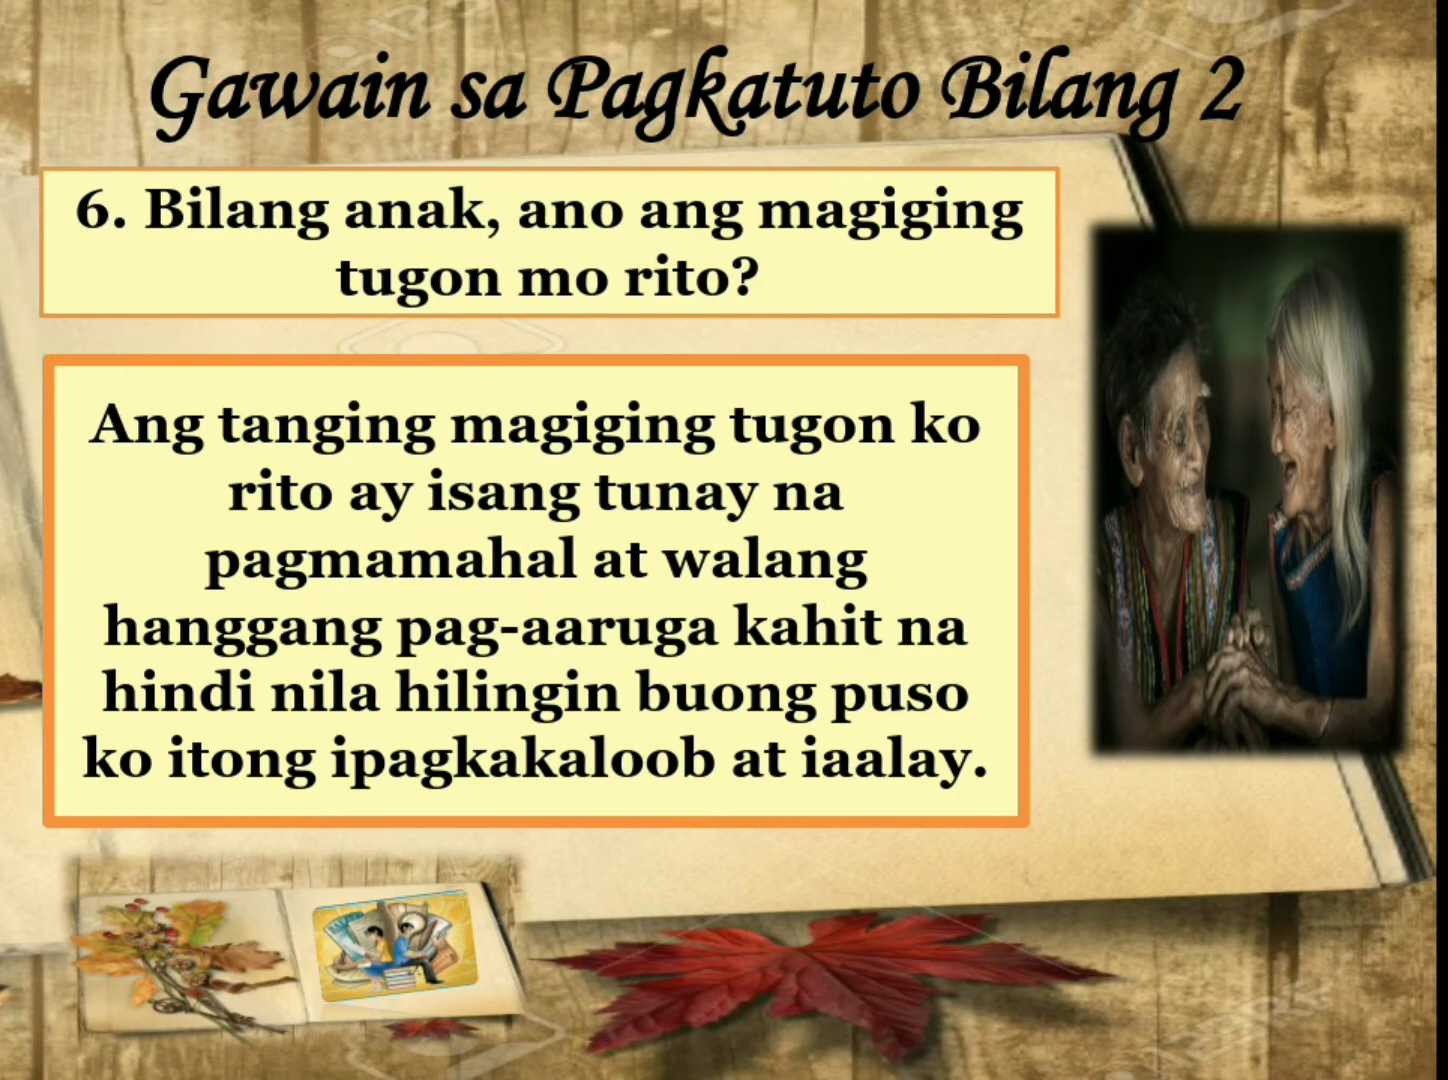 Gawain sa Pagkatuto Bilang 2
6. Bilang anak, ano ang magiging
tugon mo rito?
Ang tanging magiging tugon ko
rito ay isang tunay na
pagmamahal at walang
hanggang pag-aaruga kahit na
hindi nila hilingin buong puso
ko itong ipagkakaloob at iaalay.